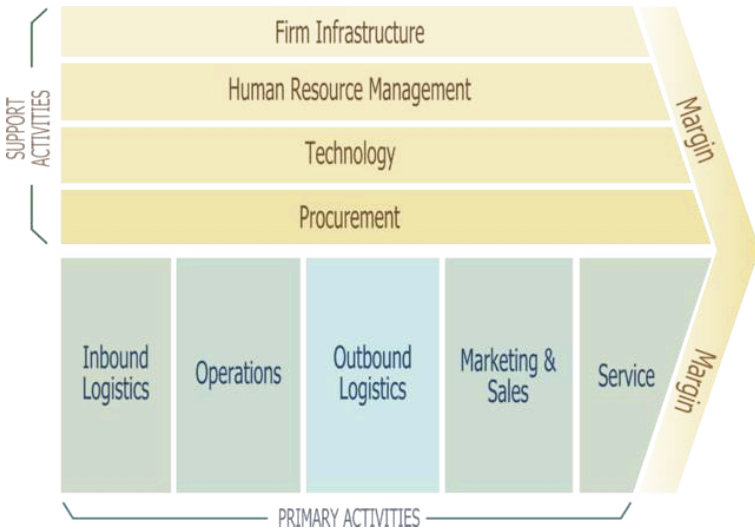 Firm Infrastructure
Human Resource Management
Technology
Procurement
SUPPORT
ACTIVITIES
Margin
Inbound
Logistics
Operations
Outbound
Logistics
Marketing &
Sales
Service
Margin
PRIMARY ACTIVITIES